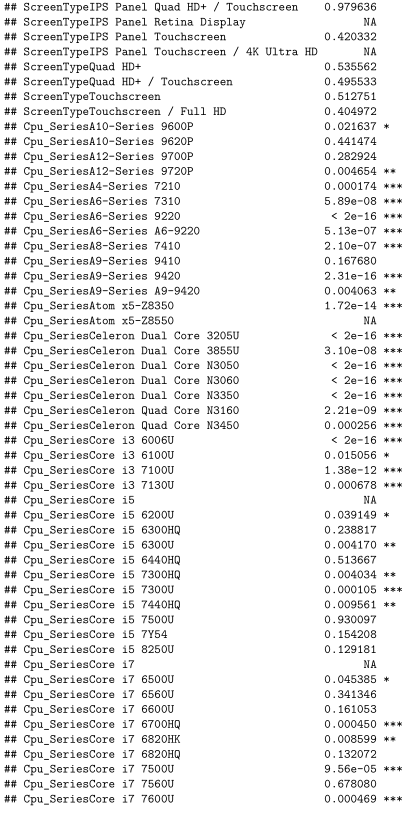 ## ScreenTypeIPS Panel Quad HD+ / Touchscreen 0.979636
## ScreenTypeIPS Panel Retina Display NA
## ScreenTypeIPS Panel Touchscreen 0.420332
## ScreenTypeIPS Panel Touchscreen / 4K Ultra HD NA
## ScreenTypeQuad HD+ 0.535562
## ScreenTypeQuad HD+ / Touchscreen 0.495533
## ScreenTypeTouchscreen 0.512751
## ScreenTypeTouchscreen / Full HD 0.404972
## Cpu_SeriesA10-Series 9600P 0.021637 *
## Cpu_SeriesA10-Series 9620P 0.441474
## Cpu_SeriesA12-Series 9700P 0.282924
## Cpu_SeriesA12-Series 9720P 0.004654 **
## Cpu_SeriesA4-Series 7210 0.000174 ***
## Cpu_SeriesA6-Series 7310 5.89e-08 ***
## Cpu_SeriesA6-Series 9220 < 2e-16 ***
## Cpu_SeriesA6-Series A6-9220 5.13e-07 ***
## Cpu_SeriesA8-Series 7410 2.10e-07 ***
## Cpu_SeriesA9-Series 9410 0.167680
## Cpu_SeriesA9-Series 9420 2.31e-16 ***
## Cpu_SeriesA9-Series A9-9420 0.004063 **
## Cpu_SeriesAtom x5-Z8350 1.72e-14 ***
## Cpu_SeriesAtom x5-Z8550 NA
## Cpu_SeriesCeleron Dual Core 3205U < 2e-16 ***
## Cpu_SeriesCeleron Dual Core 3855U 3.10e-08 ***
## Cpu_SeriesCeleron Dual Core N3050 < 2e-16 ***
## Cpu_SeriesCeleron Dual Core N3060 < 2e-16 ***
## Cpu_SeriesCeleron Dual Core N3350 < 2e-16 ***
## Cpu_SeriesCeleron Quad Core N3160 2.21e-09 ***
## Cpu_SeriesCeleron Quad Core N3450 0.000256 ***
## Cpu_SeriesCore i3 6006U < 2e-16 ***
## Cpu_SeriesCore i3 6100U 0.015056 *
## Cpu_SeriesCore i3 7100U 1.38e-12 ***
## Cpu_SeriesCore i3 7130U 0.000678 ***
## Cpu_SeriesCore i5 NA
## Cpu_SeriesCore i5 6200U 0.039149 *
## Cpu_SeriesCore i5 6300HQ 0.238817
## Cpu_SeriesCore i5 6300U 0.004170 **
## Cpu_SeriesCore i5 6440HQ 0.513667
## Cpu_SeriesCore i5 7300HQ 0.004034 **
## Cpu_SeriesCore i5 7300U 0.000105 ***
## Cpu_SeriesCore i5 7440HQ 0.009561 **
## Cpu_SeriesCore i5 7500U 0.930097
## Cpu_SeriesCore i5 7Y54 0.154208
## Cpu_SeriesCore i5 8250U 0.129181
## Cpu_SeriesCore i7 NA
## Cpu_SeriesCore i7 6500U 0.045385 *
## Cpu_SeriesCore i7 6560U 0.341346
## Cpu_SeriesCore i7 6600U 0.161053
## Cpu_SeriesCore i7 6700HQ 0.000450 ***
## Cpu_SeriesCore i7 6820HK 0.008599 **
## Cpu_SeriesCore i7 6820HQ 0.132072
## Cpu_SeriesCore i7 7500U 9.56e-05 ***
## Cpu_SeriesCore i7 7560U 0.678080
## Cpu_SeriesCore i7 7600U 0.000469 ***